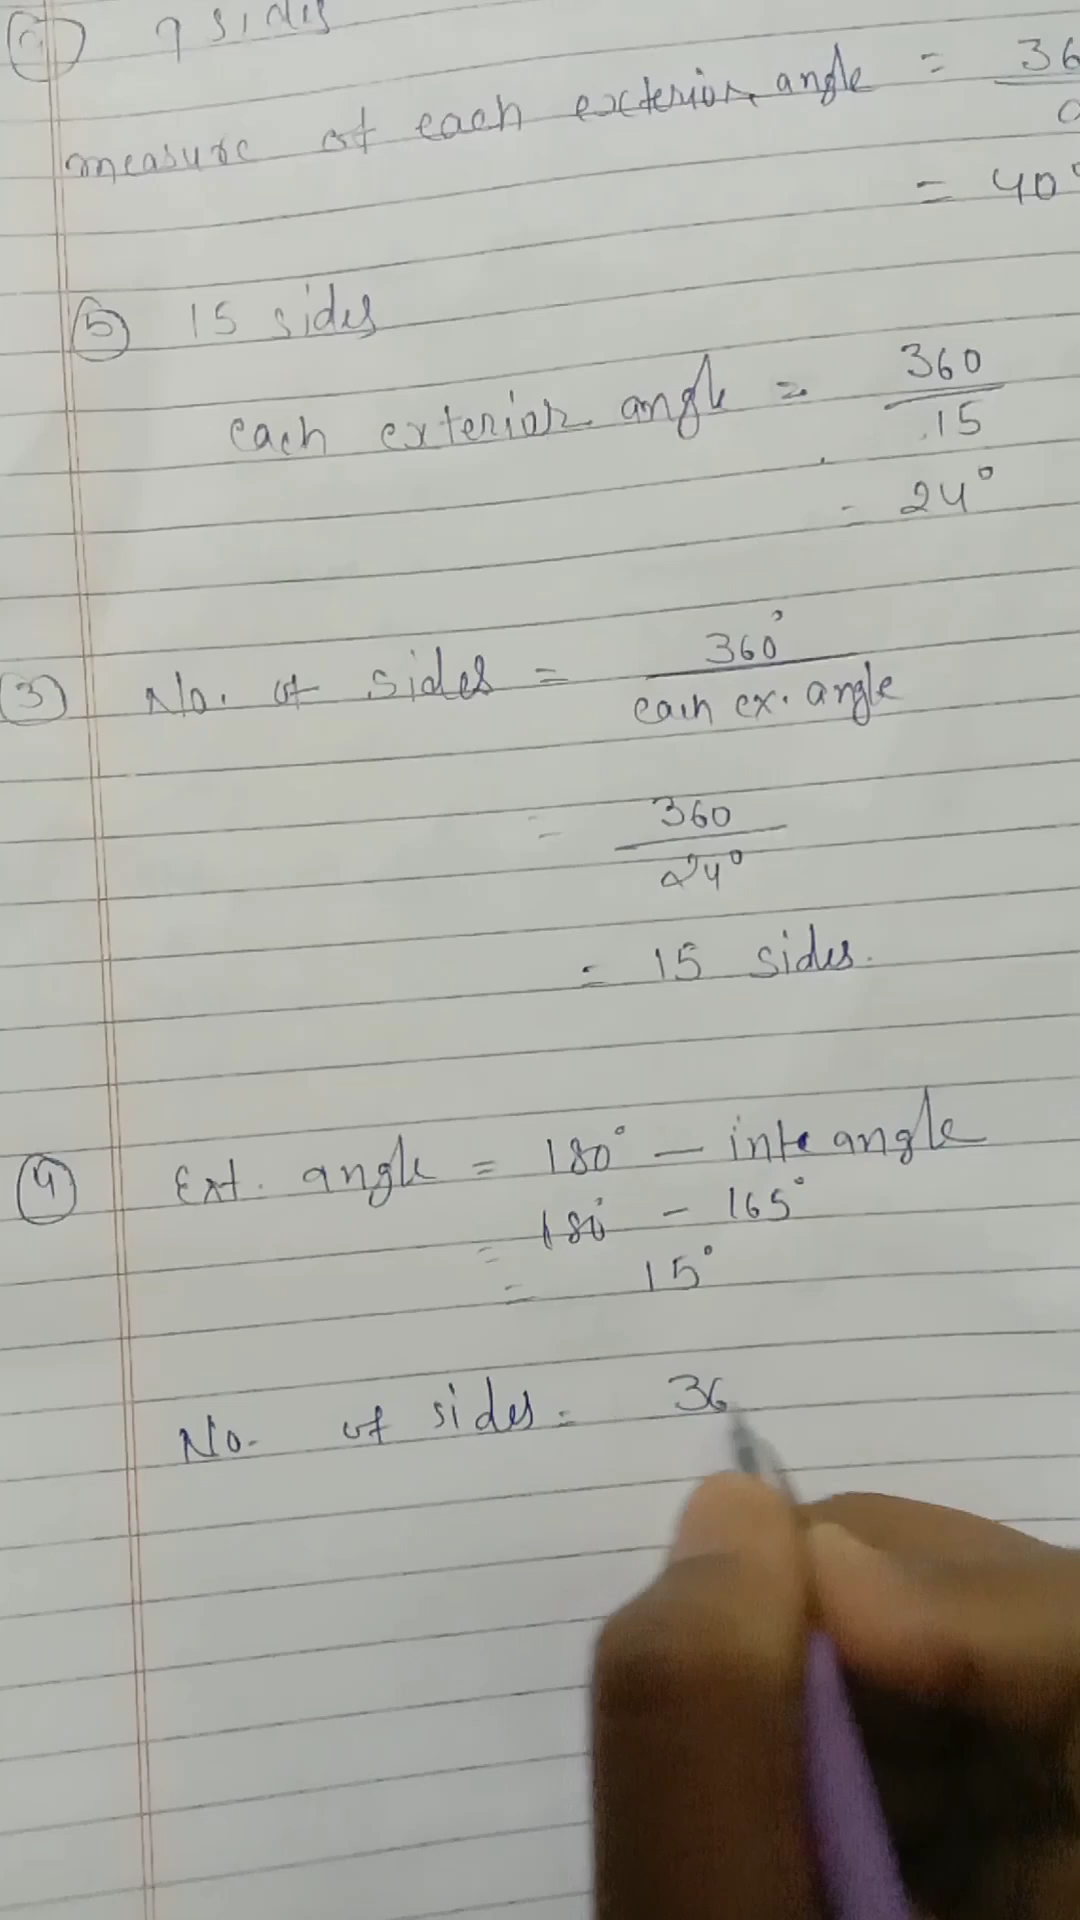 9 sides
measure of each exterior angle = 36
= 40°
⑤ 15 sides
each exterior angle = 360
15
= 24°
③ No. of sides = 360°
each ex. angle
= 360
24°
= 15 sides.
④ Ext. angle = 180° - inte angle
= 180° - 165°
= 15°
No. of sides = 36